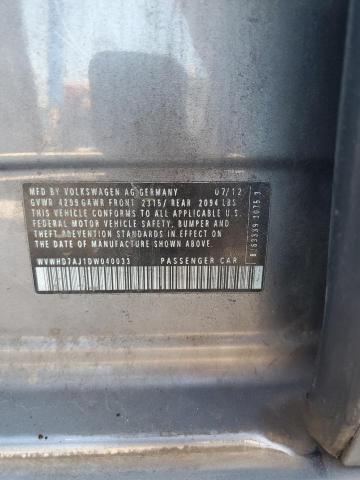 MFD BY VOLKSWAGEN AG GERMANY 07/12
GVWR 4299 GAWR FRONT 2315/ REAR 2094 LBS
THIS VEHICLE CONFORMS TO ALL APPLICABLE U.S.
FEDERAL MOTOR VEHICLE SAFETY, BUMPER AND
THEFT PREVENTION STANDARDS IN EFFECT ON THE
DATE OF MANUFACTURE SHOWN ABOVE.
WVWHD7AJ1DW040033 PASSENGER CAR